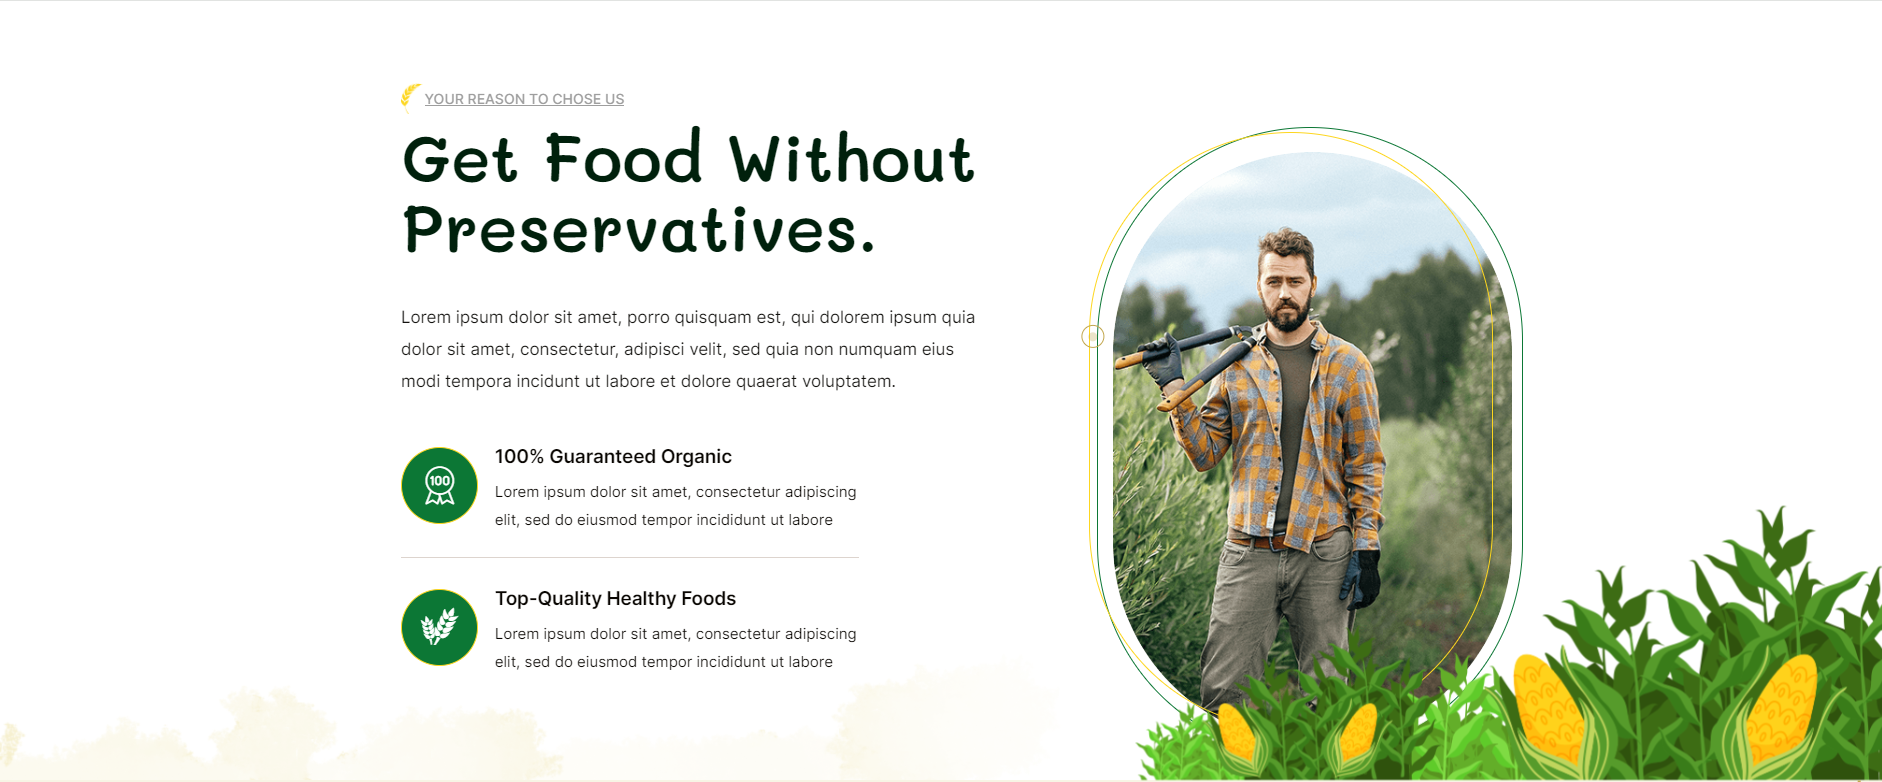 YOUR REASON TO CHOSE US
Get Food Without
Preservatives.
Lorem ipsum dolor sit amet, porro quisquam est, qui dolorem ipsum quia
dolor sit amet, consectetur, adipisci velit, sed quia non numquam eius
modi tempora incidunt ut labore et dolore quaerat voluptatem.
100
100% Guaranteed Organic
Lorem ipsum dolor sit amet, consectetur adipiscing
elit, sed do eiusmod tempor incididunt ut labore
Top-Quality Healthy Foods
Lorem ipsum dolor sit amet, consectetur adipiscing
elit, sed do eiusmod tempor incididunt ut labore